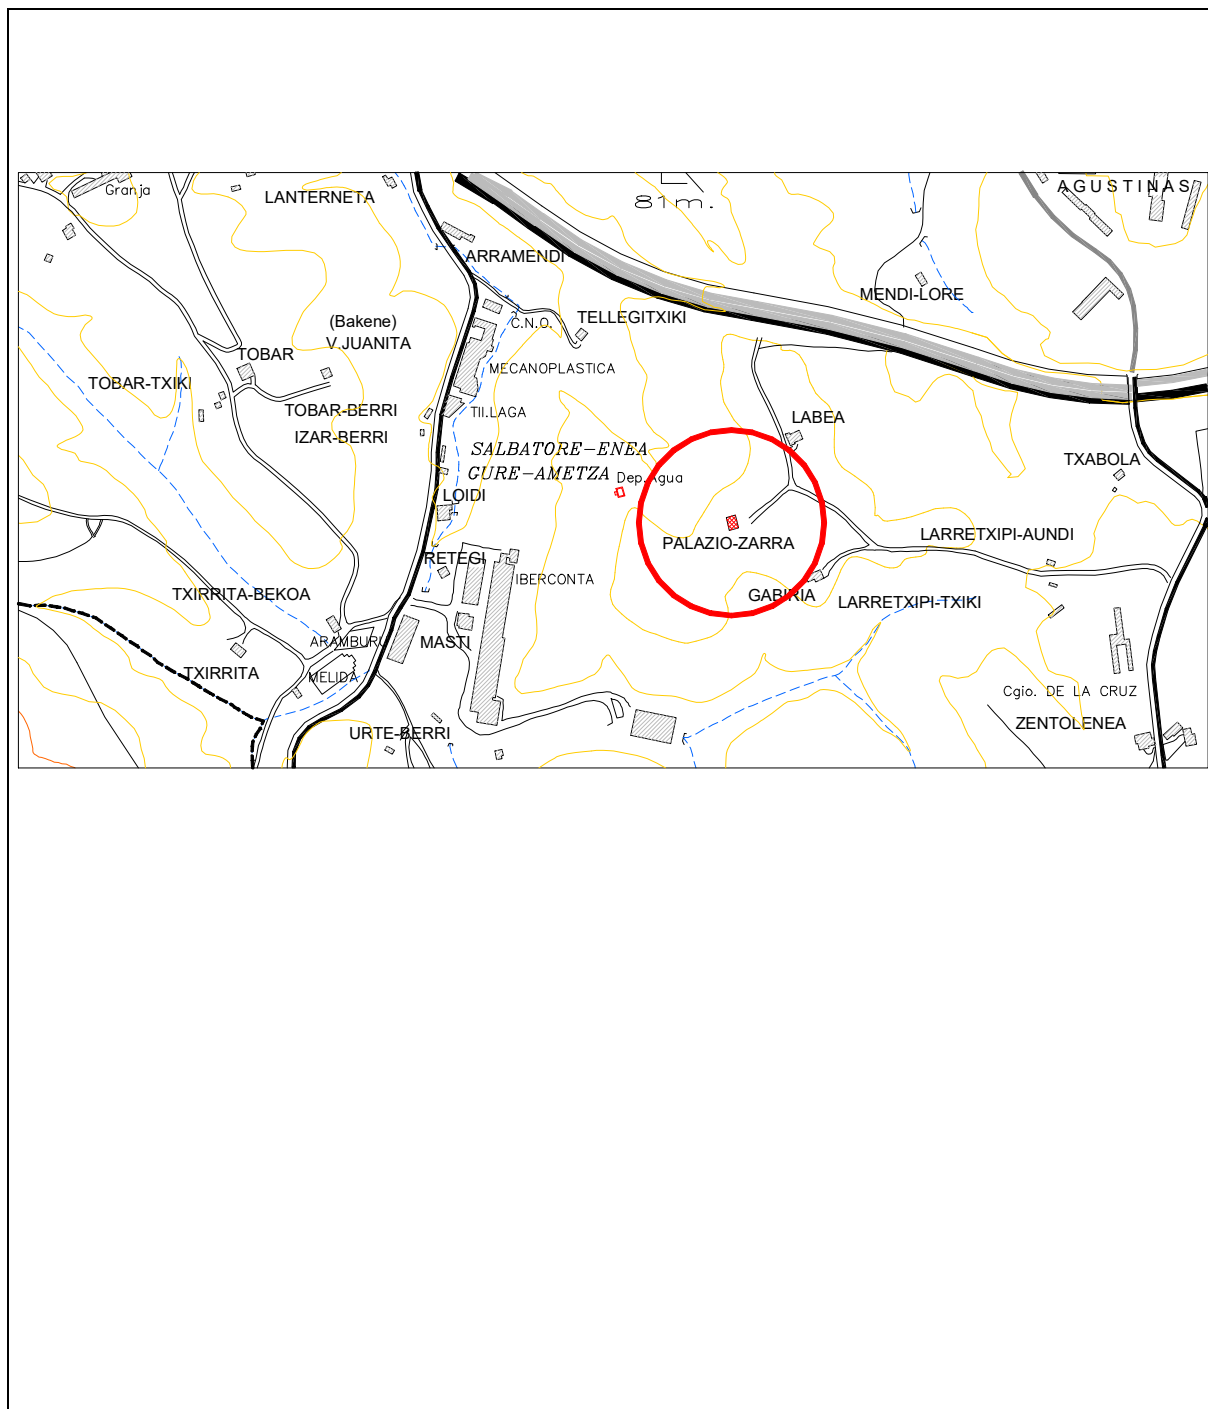 Granja
LANTERNETA
81m.
AGUSTINAS
ARRAMENDI
MENDI-LORE
(Bakene)
V.JUANITA
C.N.O.
TELLEGITXIKI
TOBAR
MECANOPLASTICA
TOBAR-TXIKI
TOBAR-BERRI
TII.LAGA
LABEA
IZAR-BERRI
SALBATORE-ENEA
TXABOLA
GURE-AMETZA
Dep.Agua
LOIDI
LARRETXIPI-AUNDI
PALAZIO-ZARRA
RETEGI
IBERCONTA
TXIRRITA-BEKOA
GABIRIA
LARRETXIPI-TXIKI
ARAMBURU
MASTI
TXIRRITA
MELIDA
Cgio. DE LA CRUZ
URTE-BERRI
ZENTOLENEA